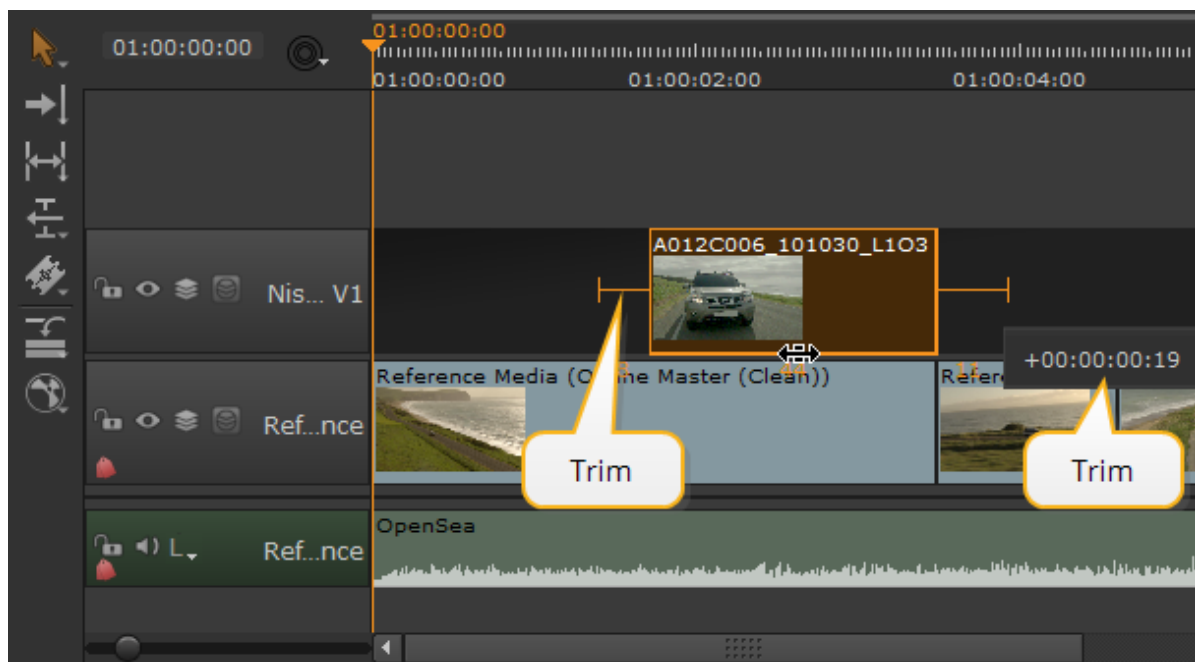 01:00:00:00
01:00:00:00
01:00:00:00 01:00:02:00 01:00:04:00
A012C006_101030_L1O3
Nis... V1
44
+00:00:00:19
Reference Media (O ne Master (Clean))
Ref...nce
Trim
Trim
OpenSea
L
Ref...nce